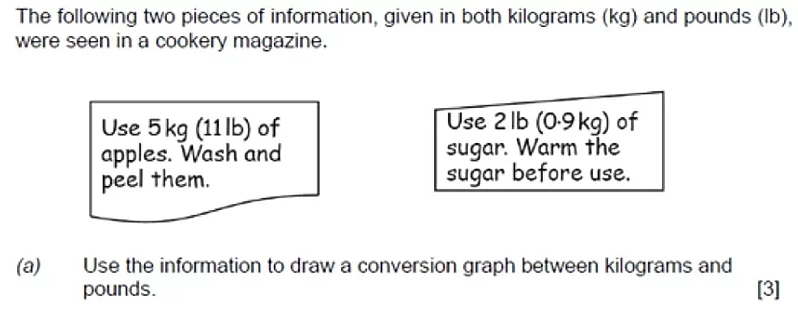 The following two pieces of information, given in both kilograms (kg) and pounds (lb),
were seen in a cookery magazine.
Use 5 kg (11 lb) of
apples. Wash and
peel them.
Use 2 lb (0·9 kg) of
sugar. Warm the
sugar before use.
(a) Use the information to draw a conversion graph between kilograms and
pounds. [3]